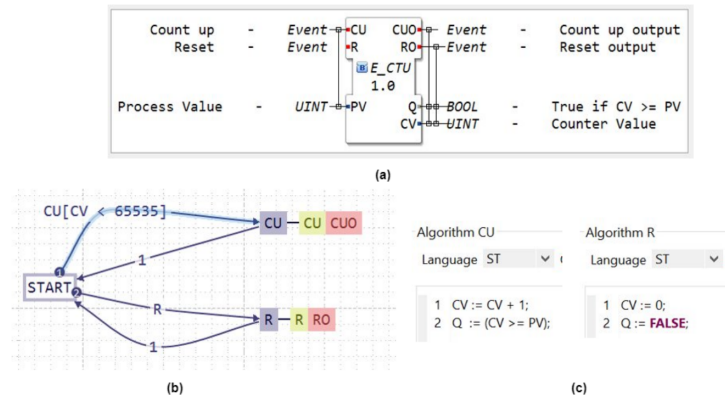 Count up - Event CU CUO Event - Count up output
Reset - Event R RO Event - Reset output
B E_CTU
1.0
Process Value - UINT PV Q BOOL - True if CV >= PV
CV UINT - Counter Value
(a)
CU[CV < 65535]
CU CU CUO
1
1
START
2
R
R R RO
1
(b)
Algorithm CU
Language ST
1 CV := CV + 1;
2 Q := (CV >= PV);
Algorithm R
Language ST
1 CV := 0;
2 Q := FALSE;
(c)